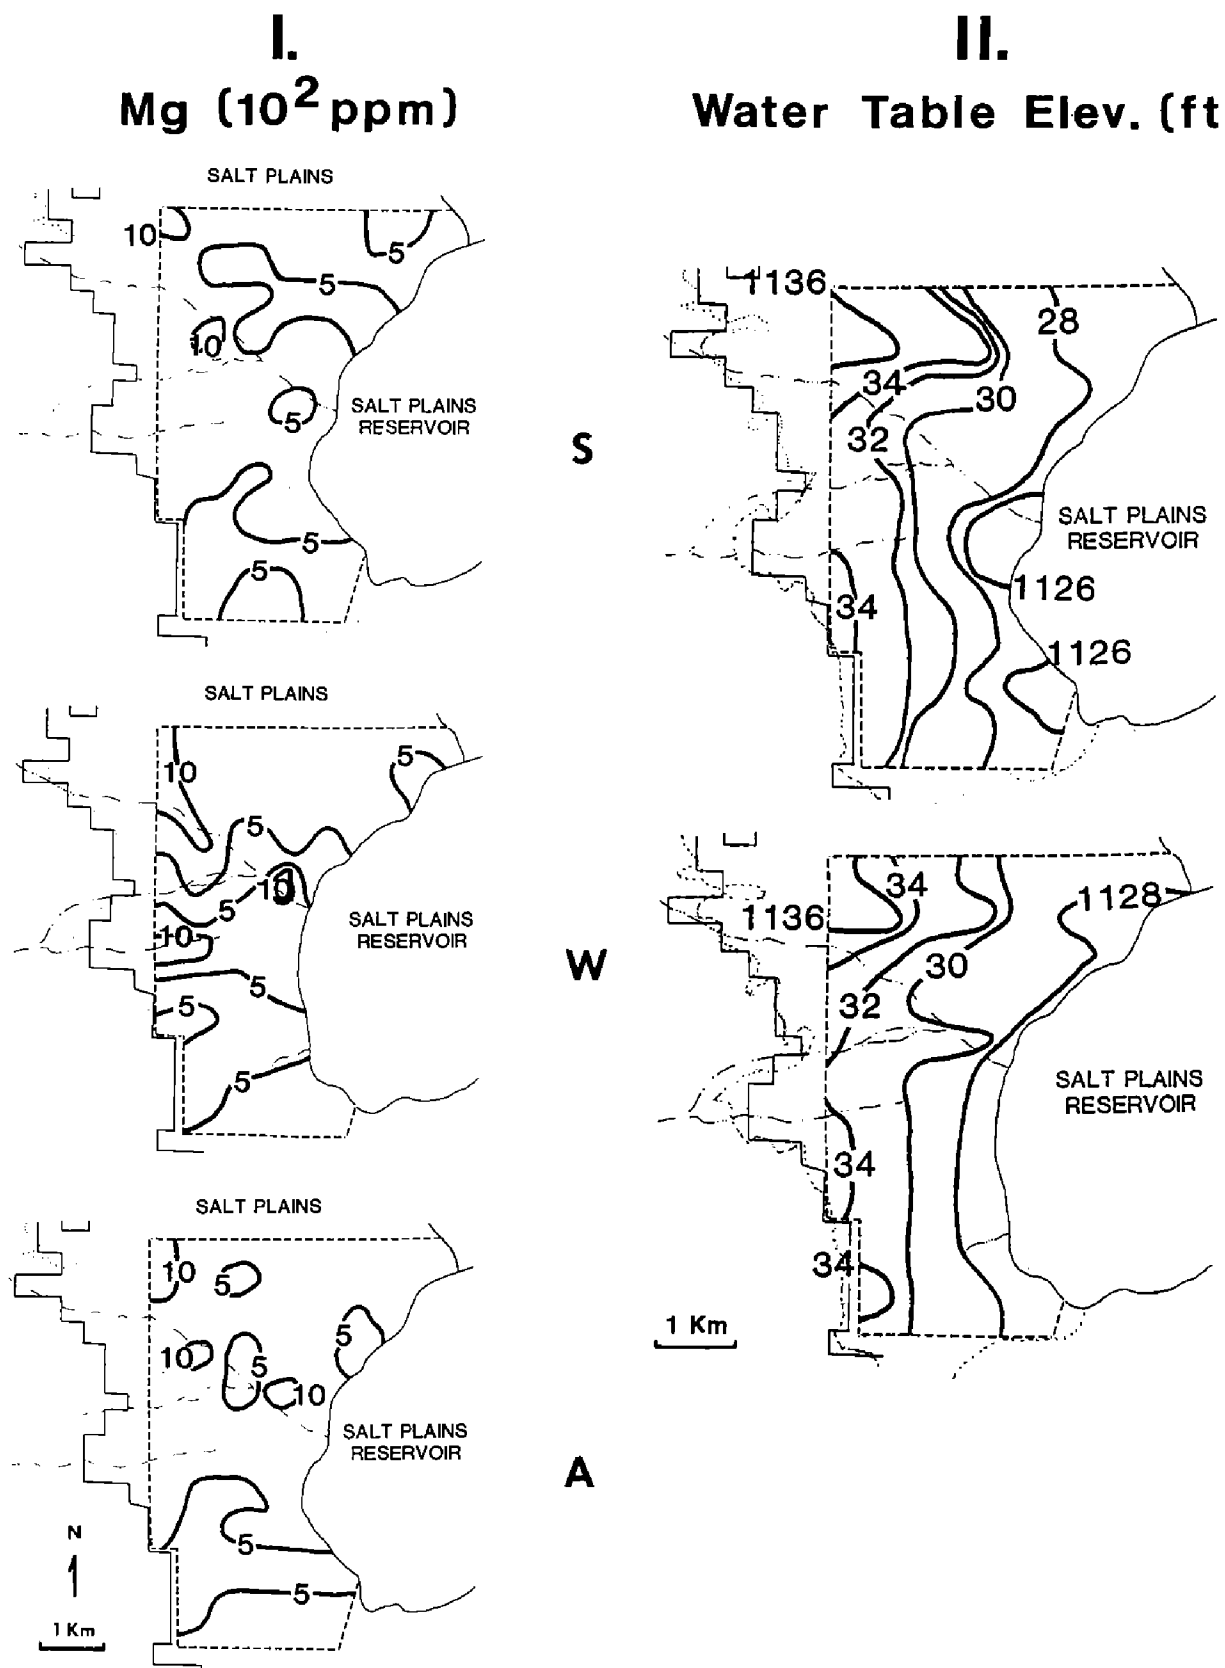 I.
Mg (10² ppm)
SALT PLAINS
10
5
5
10
SALT PLAINS
RESERVOIR
5
5
5
SALT PLAINS
10
5
5
10
5
SALT PLAINS
RESERVOIR
10
5
5
5
SALT PLAINS
10
5
5
10
5
10
SALT PLAINS
RESERVOIR
5
5
N
1 Km
S
W
A
II.
Water Table Elev. (ft
1136
28
34
30
32
SALT PLAINS
RESERVOIR
1126
34
1126
34
1128
1136
30
32
SALT PLAINS
RESERVOIR
34
34
1 Km